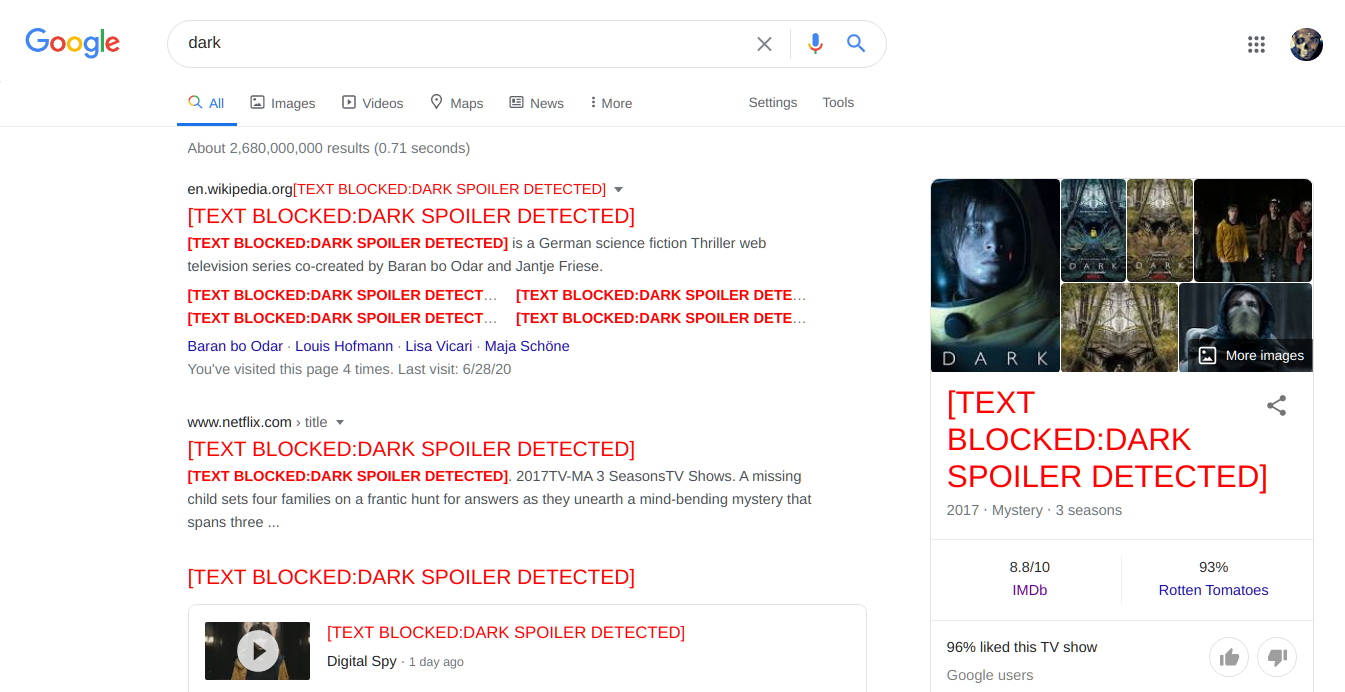 Google
dark
All Images Videos Maps News More Settings Tools
About 2,680,000,000 results (0.71 seconds)
en.wikipedia.org[TEXT BLOCKED:DARK SPOILER DETECTED]
[TEXT BLOCKED:DARK SPOILER DETECTED]
[TEXT BLOCKED:DARK SPOILER DETECTED] is a German science fiction Thriller web
television series co-created by Baran bo Odar and Jantje Friese.
[TEXT BLOCKED:DARK SPOILER DETECT... [TEXT BLOCKED:DARK SPOILER DETE...
[TEXT BLOCKED:DARK SPOILER DETECT... [TEXT BLOCKED:DARK SPOILER DETE...
Baran bo Odar · Louis Hofmann · Lisa Vicari · Maja Schöne
You've visited this page 4 times. Last visit: 6/28/20
www.netflix.com › title
[TEXT BLOCKED:DARK SPOILER DETECTED]
[TEXT BLOCKED:DARK SPOILER DETECTED]. 2017TV-MA 3 SeasonsTV Shows. A missing
child sets four families on a frantic hunt for answers as they unearth a mind-bending mystery that
spans three ...
[TEXT BLOCKED:DARK SPOILER DETECTED]
[TEXT BLOCKED:DARK SPOILER DETECTED]
Digital Spy · 1 day ago
DARK
DARK
DARK
More images
[TEXT
BLOCKED:DARK
SPOILER DETECTED]
2017 · Mystery · 3 seasons
8.8/10 93%
IMDb Rotten Tomatoes
96% liked this TV show
Google users